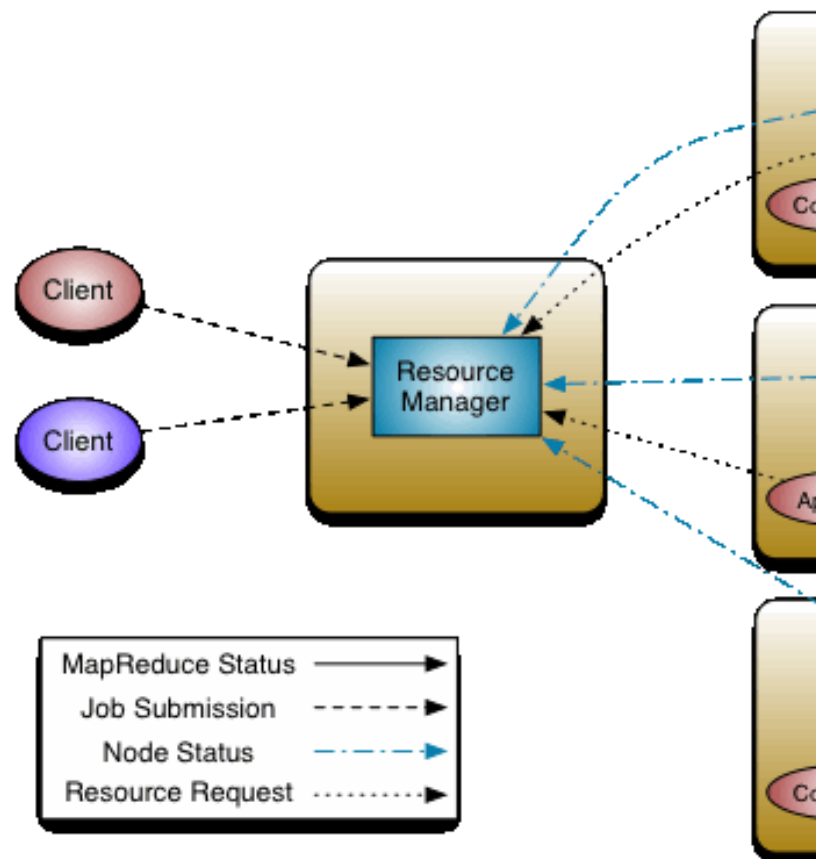 Client
Client
Resource
Manager
MapReduce Status
Job Submission
Node Status
Resource Request